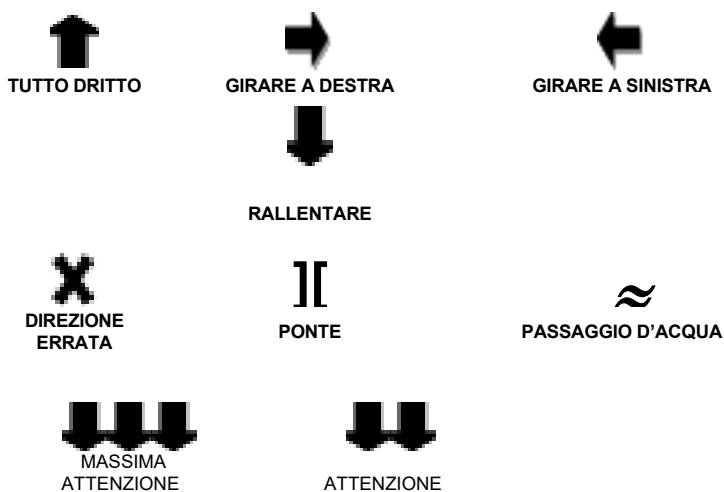 TUTTO DRITTO
GIRARE A DESTRA
GIRARE A SINISTRA
RALLENTARE
DIREZIONE
ERRATA
PONTE
PASSAGGIO D'ACQUA
MASSIMA
ATTENZIONE
ATTENZIONE